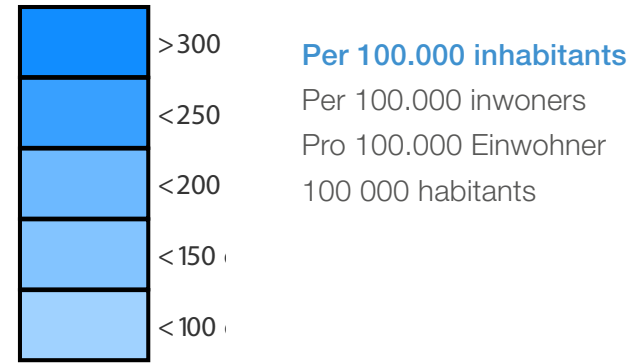 >300
<250
<200
<150
<100
Per 100.000 inhabitants
Per 100.000 inwoners
Pro 100.000 Einwohner
100 000 habitants